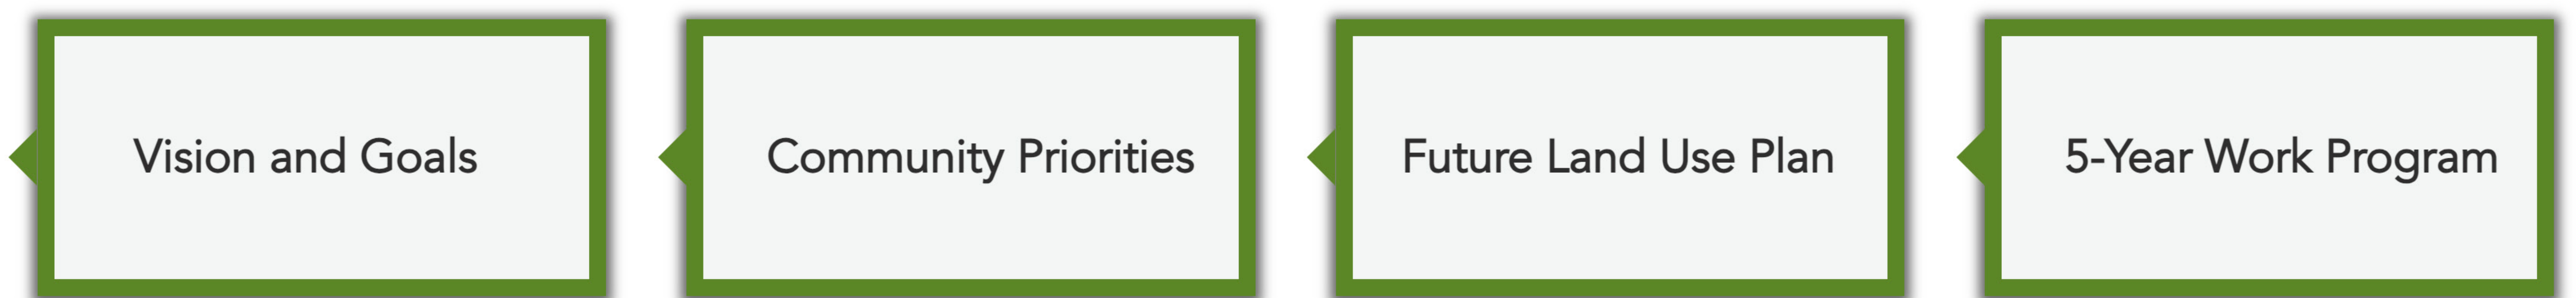 Vision and Goals
Community Priorities
Future Land Use Plan
5-Year Work Program